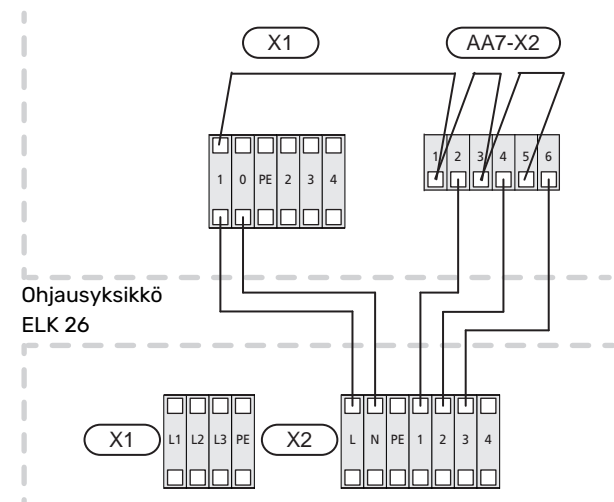 X1 AA7-X2
1 2 3 4 5 6
1 0 PE 2 3 4
Ohjausyksikkö
ELK 26
X1 L1 L2 L3 PE X2 L N PE 1 2 3 4